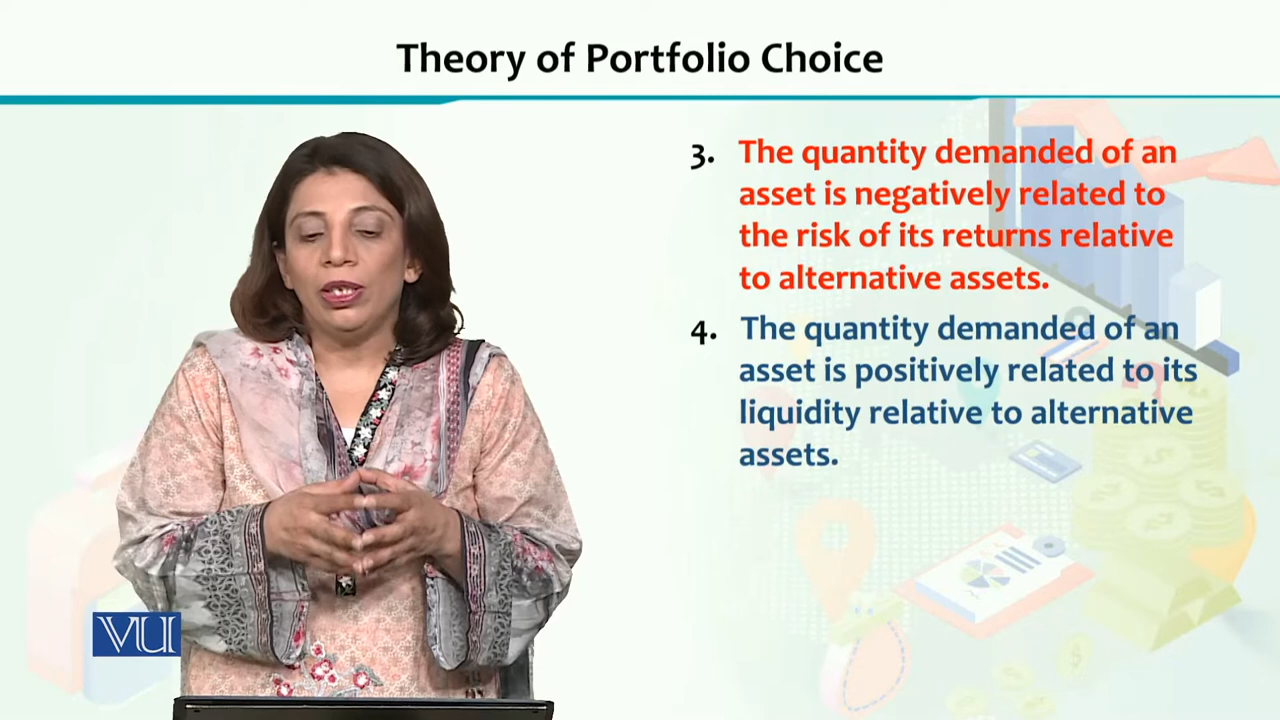 Theory of Portfolio Choice
3. The quantity demanded of an
asset is negatively related to
the risk of its returns relative
to alternative assets.
4. The quantity demanded of an
asset is positively related to its
liquidity relative to alternative
assets.
VU